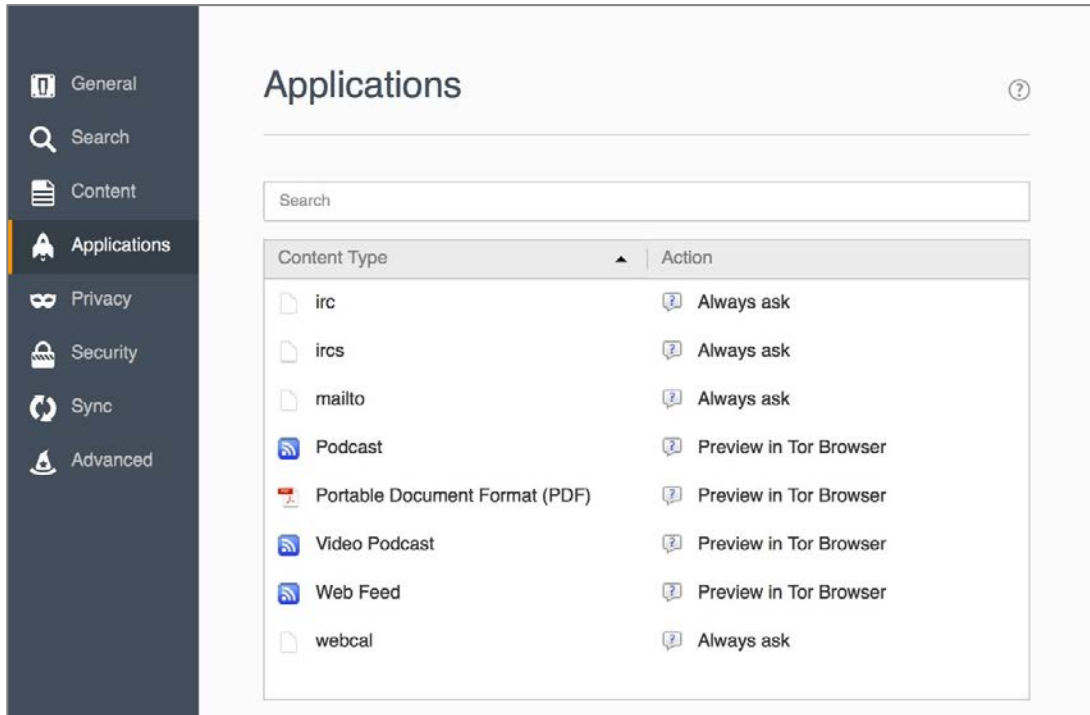 General
Search
Content
Applications
Privacy
Security
Sync
Advanced
Applications
?
Search
Content Type Action
irc Always ask
ircs Always ask
mailto Always ask
Podcast Preview in Tor Browser
Portable Document Format (PDF) Preview in Tor Browser
Video Podcast Preview in Tor Browser
Web Feed Preview in Tor Browser
webcal Always ask